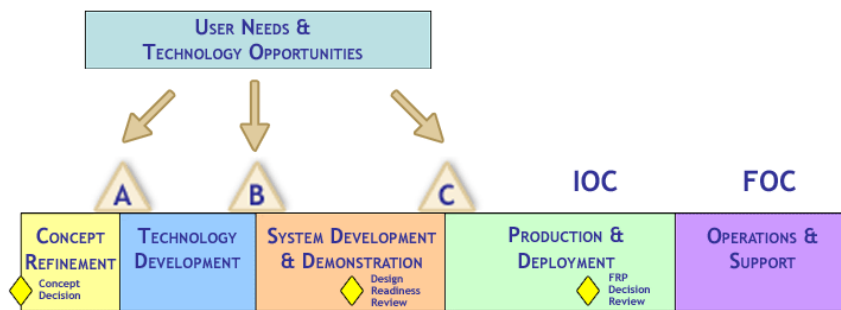 USER NEEDS &
TECHNOLOGY OPPORTUNITIES
A
B
C
IOC
FOC
CONCEPT
REFINEMENT
Concept
Decision
TECHNOLOGY
DEVELOPMENT
SYSTEM DEVELOPMENT
& DEMONSTRATION
Design
Readiness
Review
PRODUCTION &
DEPLOYMENT
FRP
Decision
Review
OPERATIONS &
SUPPORT